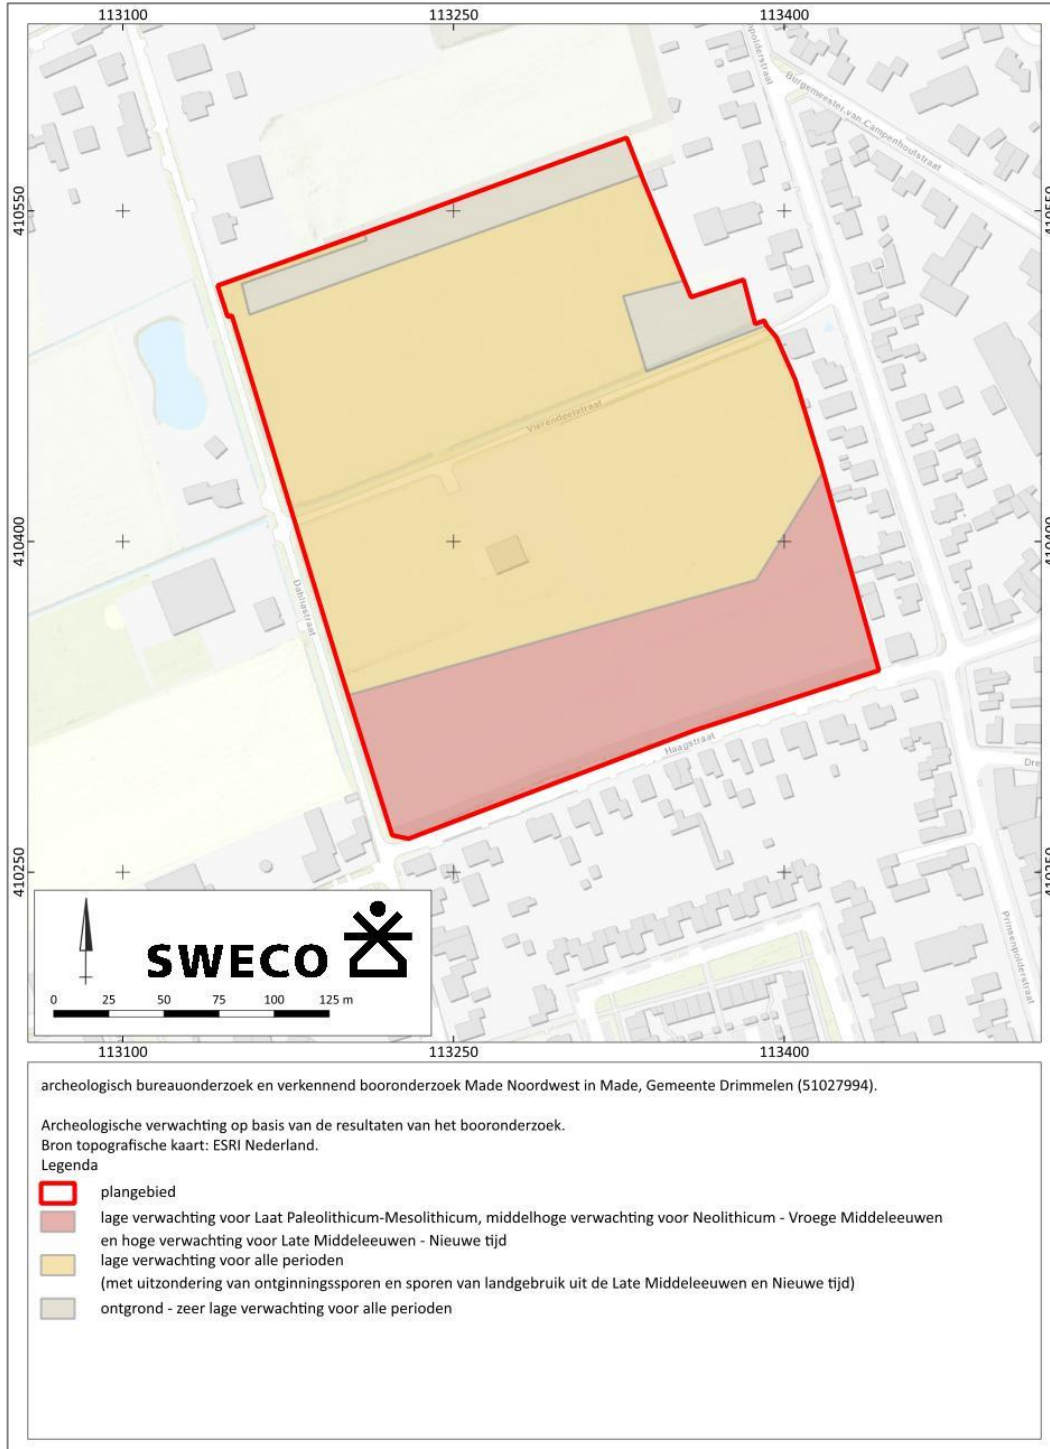 113100
113250
113400
Burgemeester van Campenhoutstraat
410550
410550
Vierendeelstraat
410400
410400
Dahliastraat
Haagstraat
Dre
410250
410250
Prinsenpolderstraat
SWECO
0 25 50 75 100 125 m
113100
113250
113400
archeologisch bureauonderzoek en verkennend booronderzoek Made Noordwest in Made, Gemeente Drimmelen (51027994).
Archeologische verwachting op basis van de resultaten van het booronderzoek.
Bron topografische kaart: ESRI Nederland.
Legenda
plangebied
lage verwachting voor Laat Paleolithicum-Mesolithicum, middelhoge verwachting voor Neolithicum - Vroege Middeleeuwen
en hoge verwachting voor Late Middeleeuwen - Nieuwe tijd
lage verwachting voor alle perioden
(met uitzondering van ontginningssporen en sporen van landgebruik uit de Late Middeleeuwen en Nieuwe tijd)
ontgrond - zeer lage verwachting voor alle perioden